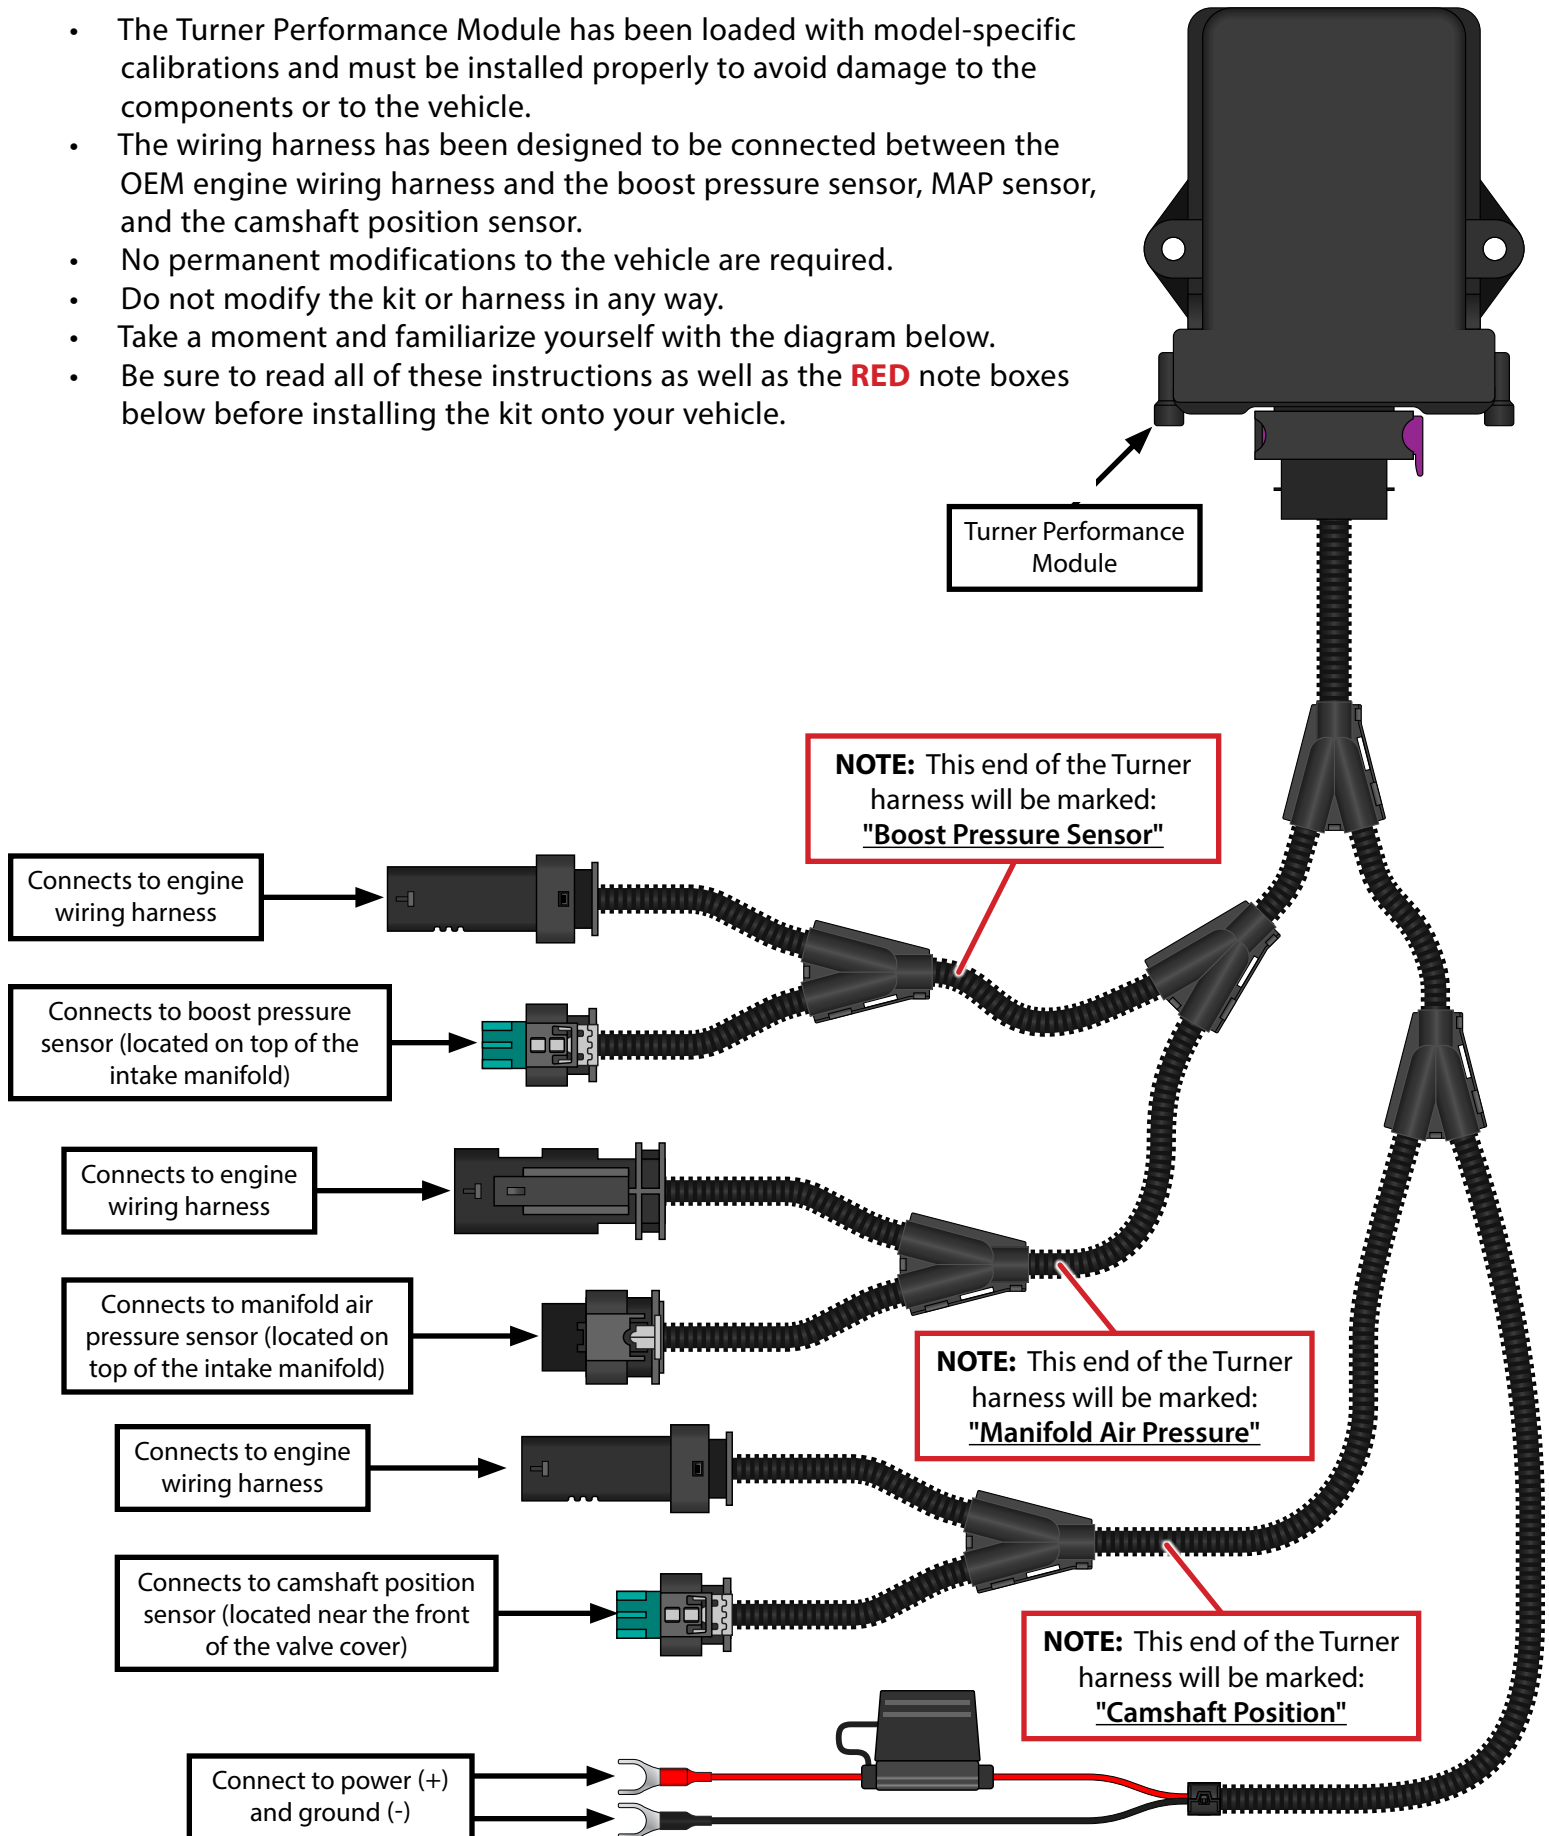 • The Turner Performance Module has been loaded with model-specific
calibrations and must be installed properly to avoid damage to the
components or to the vehicle.
• The wiring harness has been designed to be connected between the
OEM engine wiring harness and the boost pressure sensor, MAP sensor,
and the camshaft position sensor.
• No permanent modifications to the vehicle are required.
• Do not modify the kit or harness in any way.
• Take a moment and familiarize yourself with the diagram below.
• Be sure to read all of these instructions as well as the RED note boxes
below before installing the kit onto your vehicle.
Turner Performance
Module
NOTE: This end of the Turner
harness will be marked:
"Boost Pressure Sensor"
Connects to engine
wiring harness
Connects to boost pressure
sensor (located on top of the
intake manifold)
Connects to engine
wiring harness
Connects to manifold air
pressure sensor (located on
top of the intake manifold)
NOTE: This end of the Turner
harness will be marked:
"Manifold Air Pressure"
Connects to engine
wiring harness
Connects to camshaft position
sensor (located near the front
of the valve cover)
NOTE: This end of the Turner
harness will be marked:
"Camshaft Position"
Connect to power (+)
and ground (-)